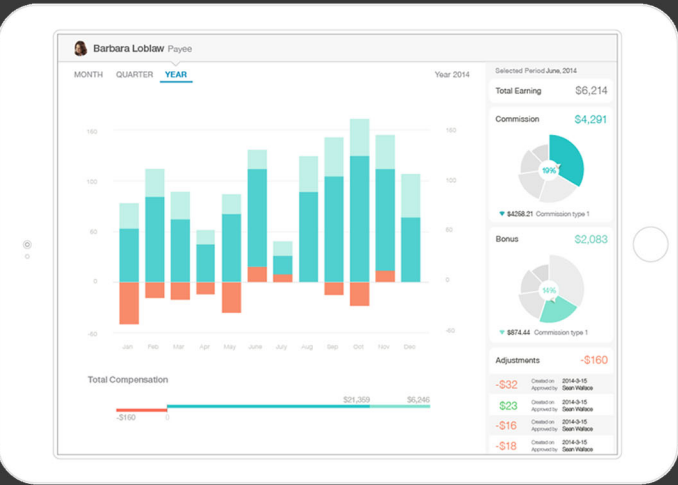 Barbara Loblaw Payee
MONTH QUARTER YEAR
Year 2014
150 150
100 100
50 50
0 0
-50 -50
Jan Feb Mar Apr May June July Aug Sep Oct Nov Dec
Total Compensation
$21,359 $6,246
-$160 0
Selected Period June, 2014
Total Earning $6,214
Commission $4,291
19%
$4258.21 Commission type 1
Bonus $2,083
14%
$874.44 Commission type 1
Adjustments -$160
-$32 Created on 2014-3-15
Approved by Sean Wallace
$23 Created on 2014-3-15
Approved by Sean Wallace
-$16 Created on 2014-3-15
Approved by Sean Wallace
-$18 Created on 2014-3-15
Approved by Sean Wallace